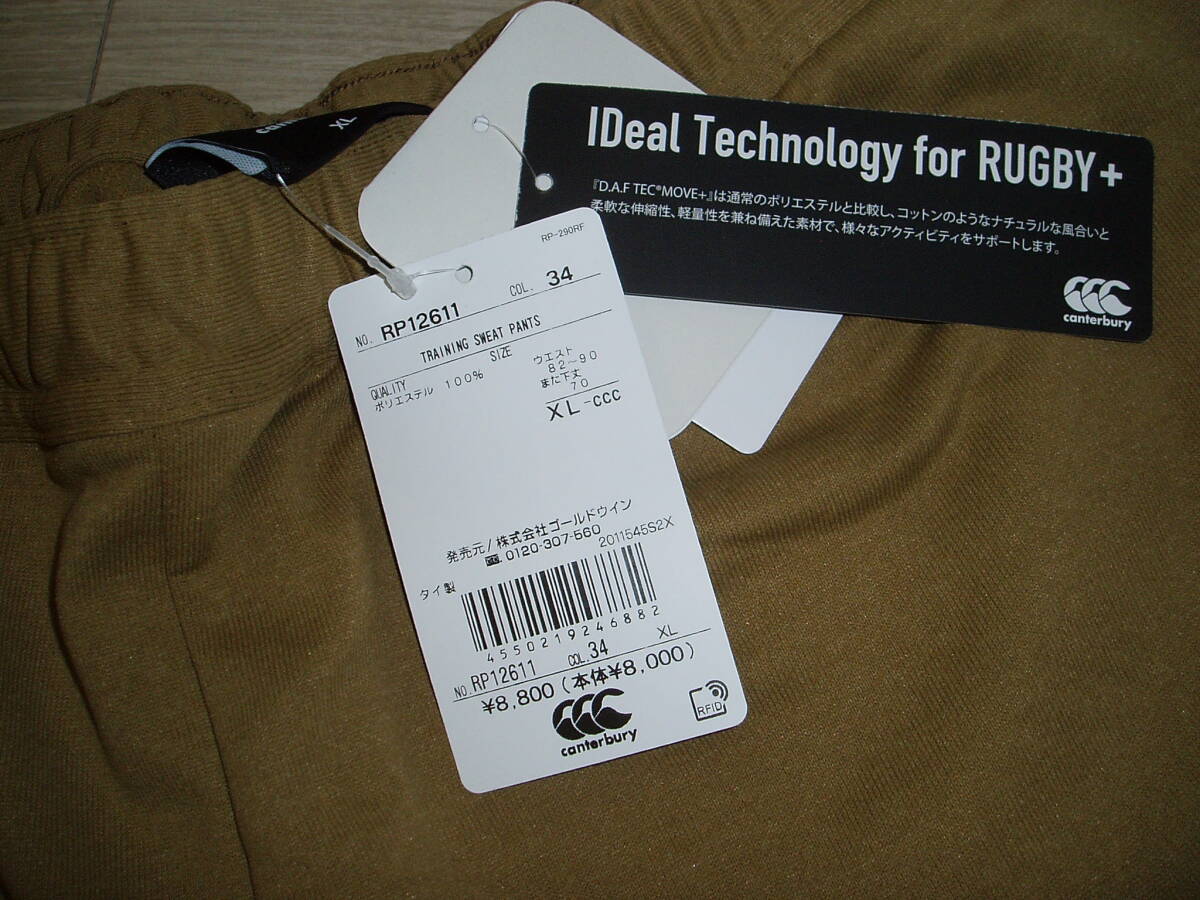 XL
IDeal Technology for RUGBY+
『D.A.F TEC®MOVE+』は通常のポリエステルと比較し、コットンのようなナチュラルな風合いと
柔軟な伸縮性、軽量性を兼ね備えた素材で、様々なアクティビティをサポートします。
canterbury
RP-290RF
NO. RP12611 COL. 34
TRAINING SWEAT PANTS
QUALITY SIZE
ポリエステル 100%
ウエスト
82~90
また下丈
70
XL-CCC
発売元/株式会社ゴールドウイン
0120-307-560
2011545S2X
タイ製
4550219246882
NO. RP12611 COL. 34 XL
¥8,800(本体¥8,000)
canterbury
RFID